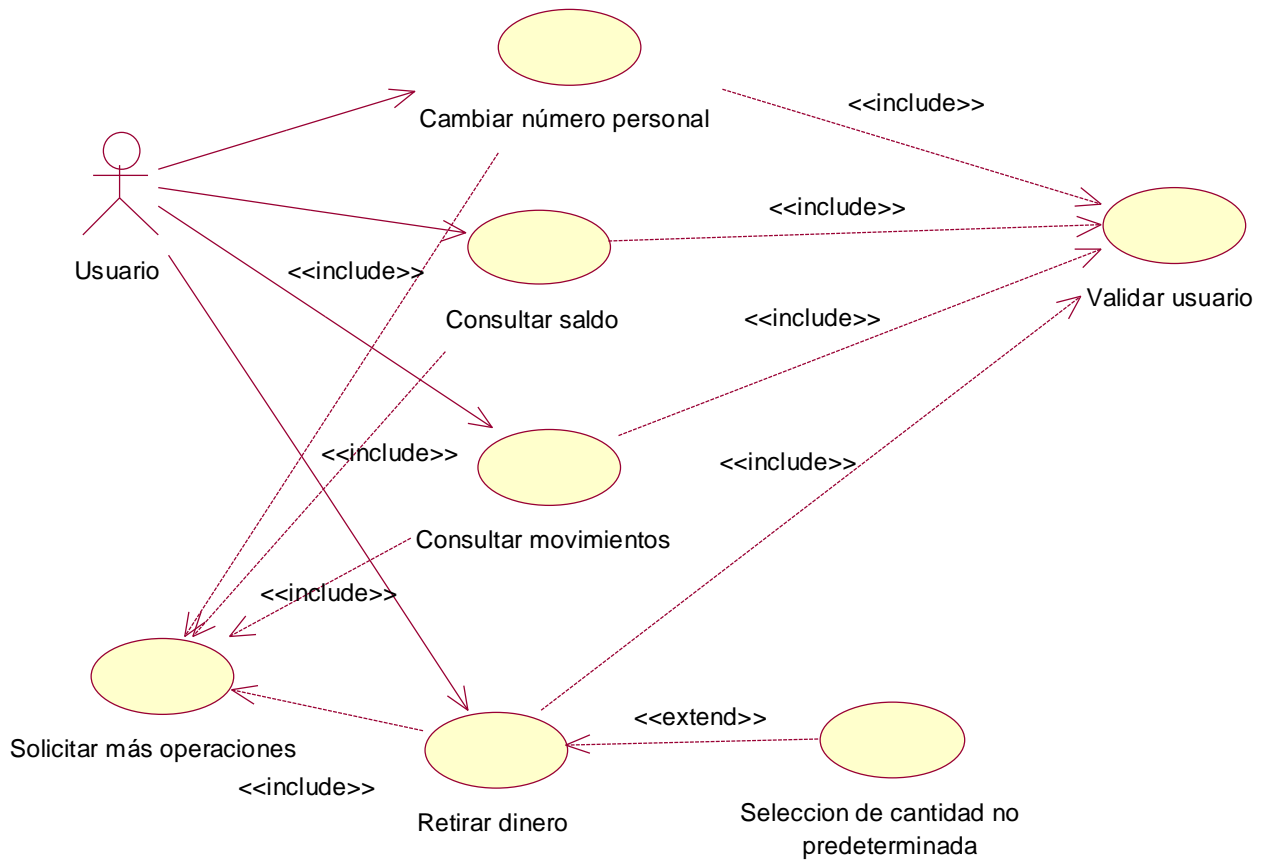 <<include>>
Cambiar número personal
<<include>>
Usuario
<<include>>
Consultar saldo
Validar usuario
<<include>>
<<include>>
<<include>>
Consultar movimientos
<<include>>
<<extend>>
Solicitar más operaciones
<<include>>
Retirar dinero
Seleccion de cantidad no
predeterminada